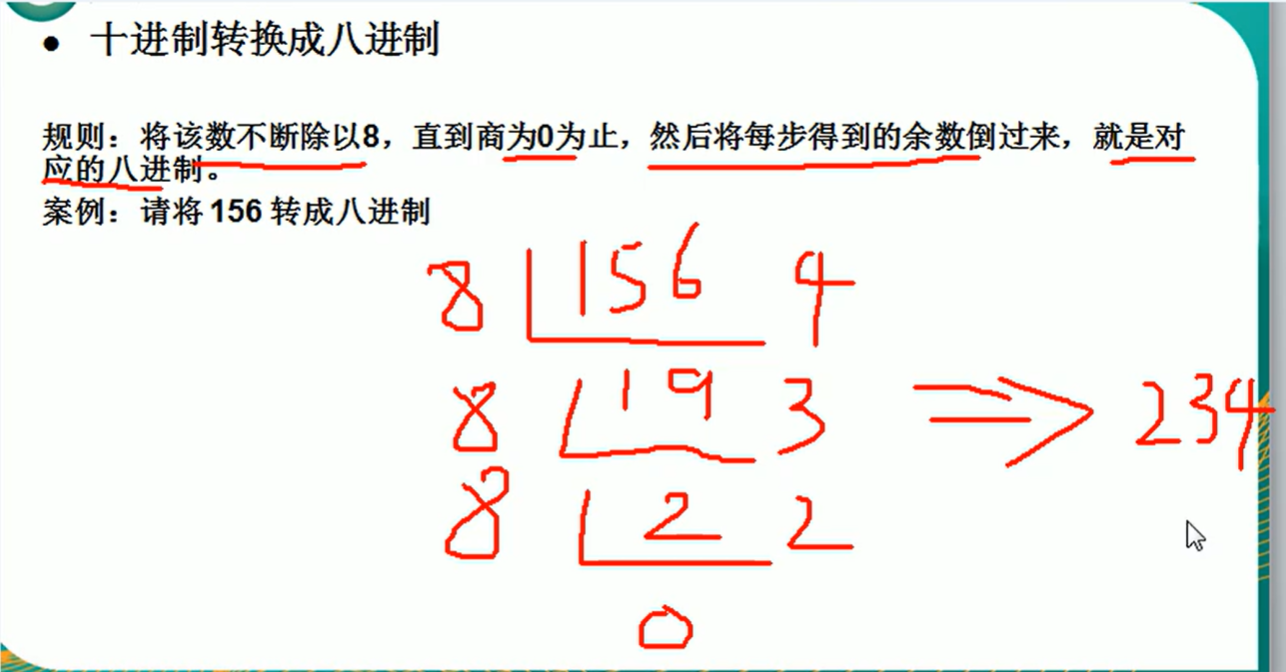 ● 十进制转换成八进制
规则：将该数不断除以8，直到商为0为止，然后将每步得到的余数倒过来，就是对
应的八进制。
案例：请将 156 转成八进制
8 156 4
8 19 3 => 234
8 2 2
0